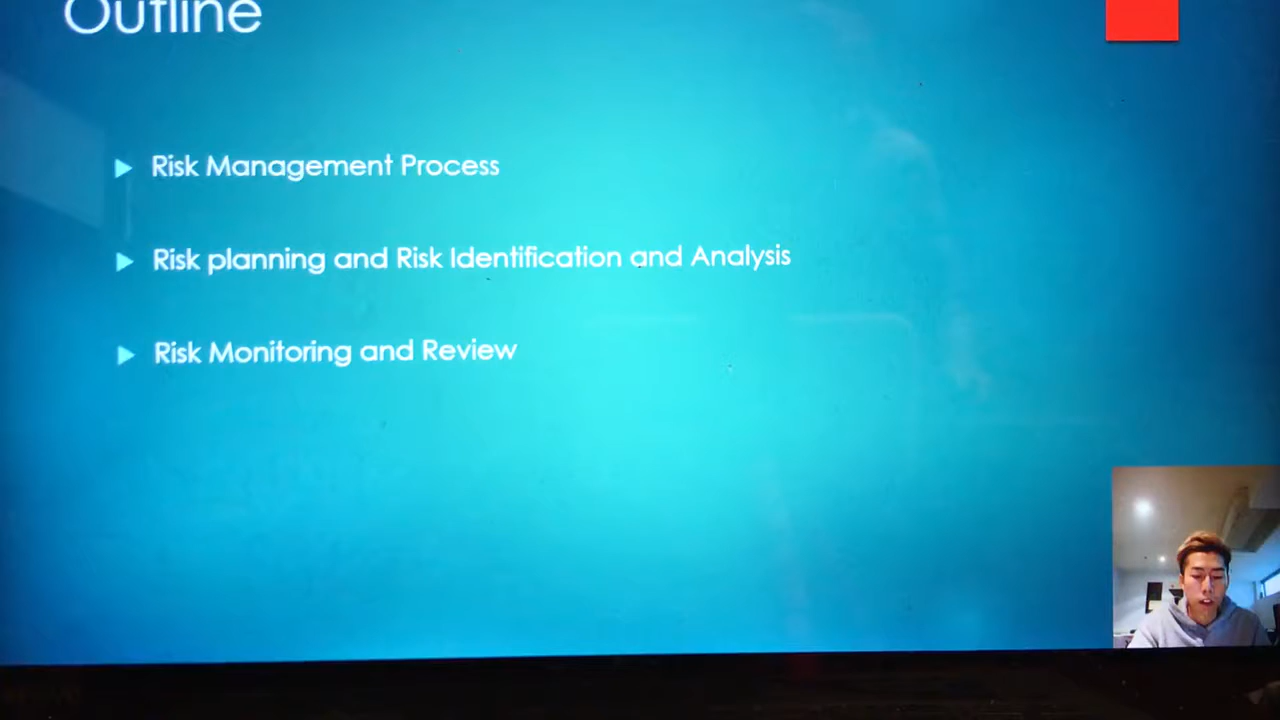 Outline
Risk Management Process
Risk planning and Risk Identification and Analysis
Risk Monitoring and Review